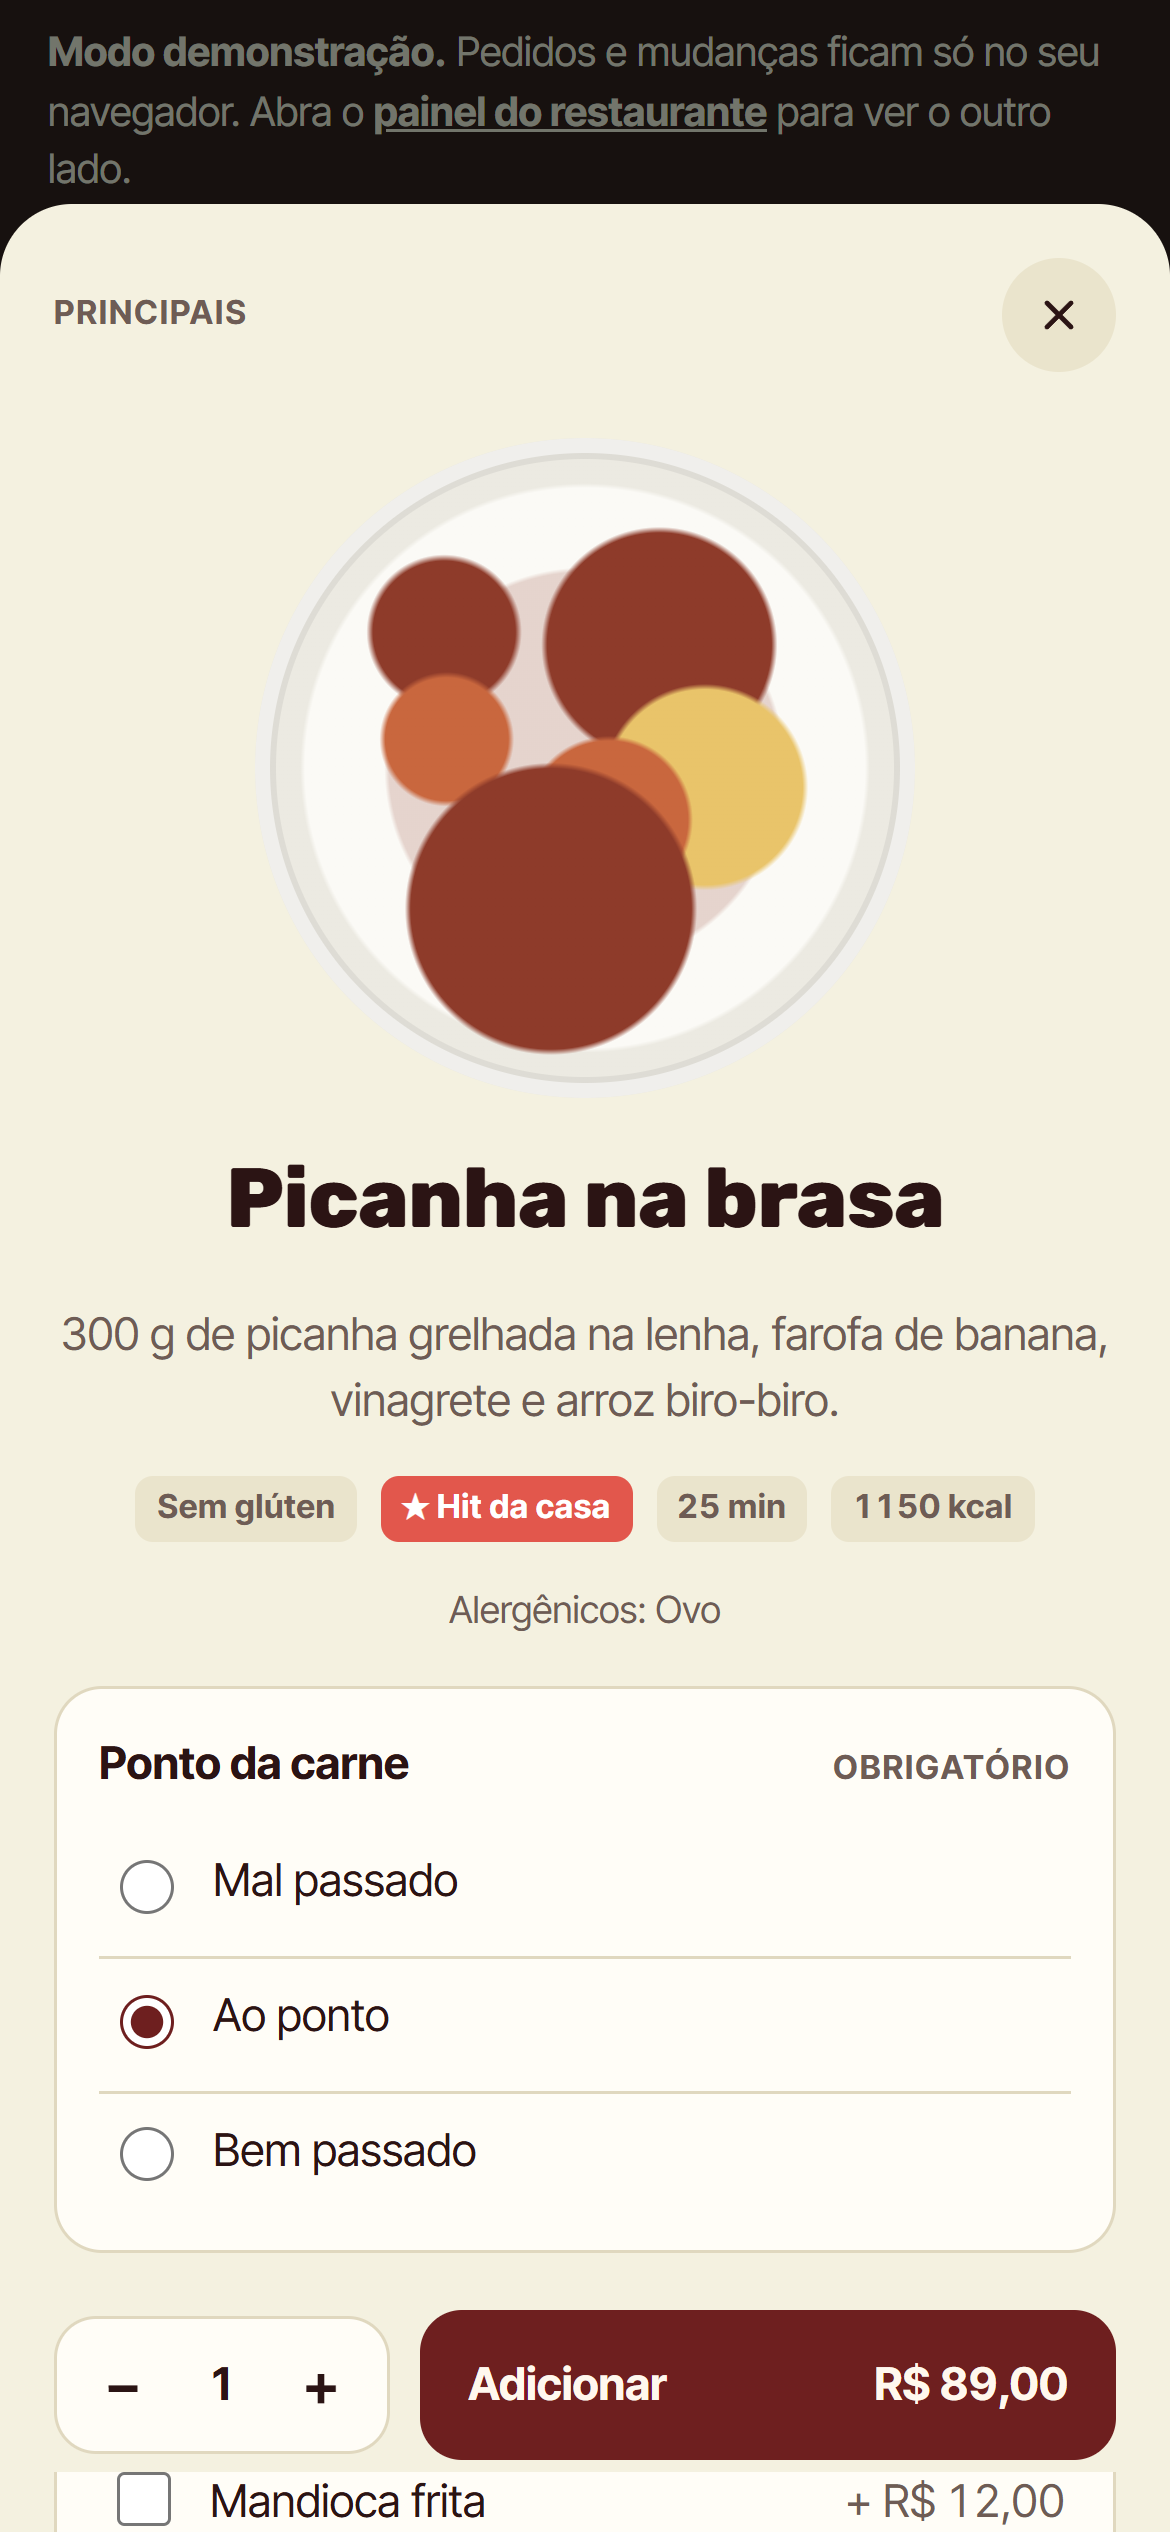 Modo demonstração. Pedidos e mudanças ficam só no seu
navegador. Abra o painel do restaurante para ver o outro
lado.
PRINCIPAIS
Picanha na brasa
300 g de picanha grelhada na lenha, farofa de banana,
vinagrete e arroz biro-biro.
Sem glúten ★ Hit da casa 25 min 1150 kcal
Alergênicos: Ovo
Ponto da carne OBRIGATÓRIO
Mal passado
Ao ponto
Bem passado
− 1 + Adicionar R$ 89,00
Mandioca frita + R$ 12,00